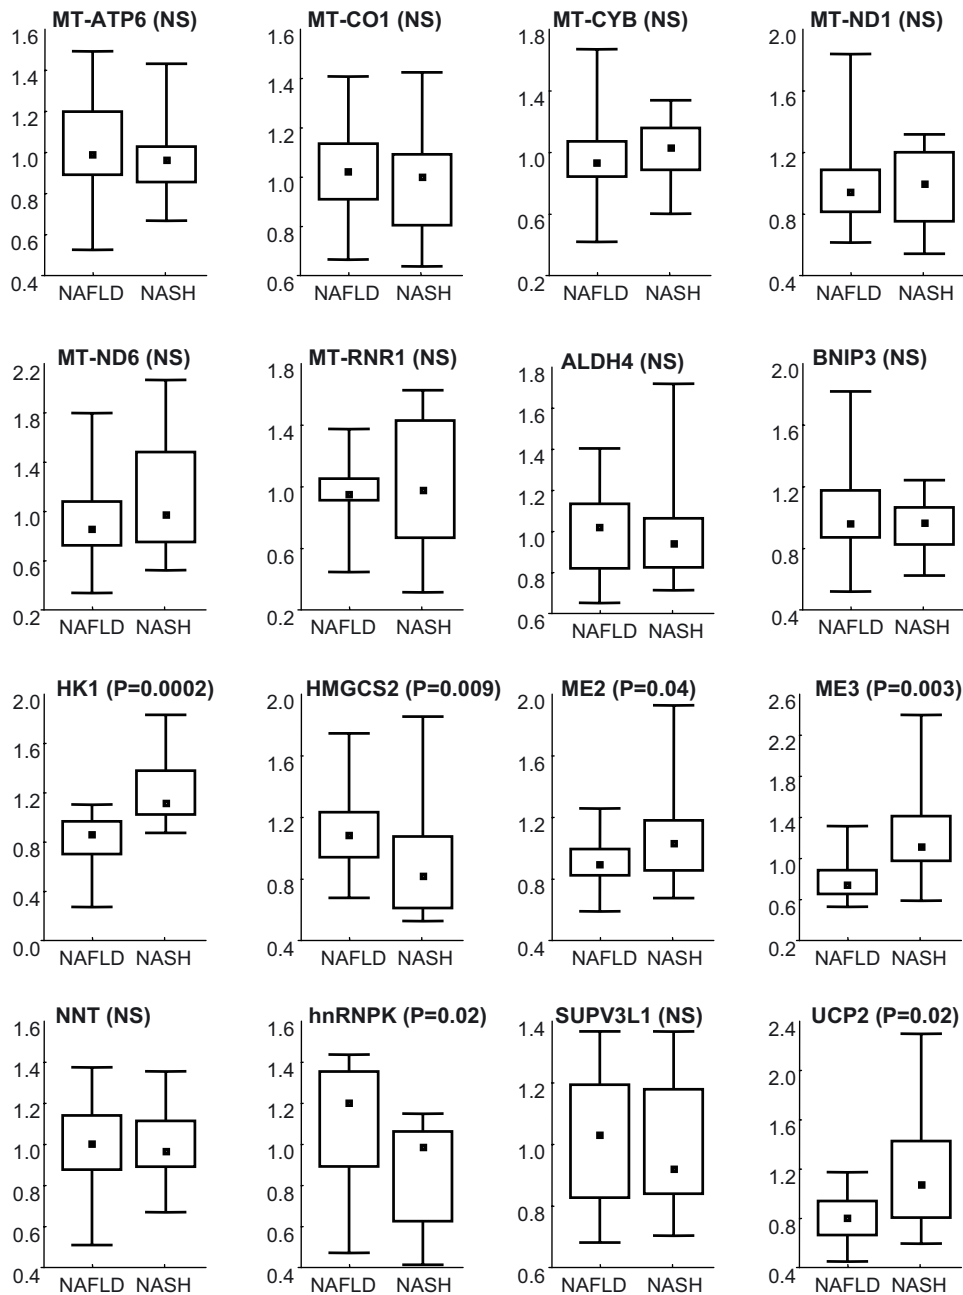 MT-ATP6 (NS)
1.6
1.4
1.2
1.0
0.8
0.6
0.4
NAFLD NASH
MT-CO1 (NS)
1.6
1.4
1.2
1.0
0.8
0.6
NAFLD NASH
MT-CYB (NS)
1.8
1.4
1.0
0.6
0.2
NAFLD NASH
MT-ND1 (NS)
2.0
1.6
1.2
0.8
0.4
NAFLD NASH
MT-ND6 (NS)
2.2
1.8
1.4
1.0
0.6
0.2
NAFLD NASH
MT-RNR1 (NS)
1.8
1.4
1.0
0.6
0.2
NAFLD NASH
ALDH4 (NS)
1.8
1.6
1.4
1.2
1.0
0.8
0.6
NAFLD NASH
BNIP3 (NS)
2.0
1.6
1.2
0.8
0.4
NAFLD NASH
HK1 (P=0.0002)
2.0
1.6
1.2
0.8
0.4
0.0
NAFLD NASH
HMGCS2 (P=0.009)
2.0
1.6
1.2
0.8
0.4
NAFLD NASH
ME2 (P=0.04)
2.0
1.6
1.2
0.8
0.4
NAFLD NASH
ME3 (P=0.003)
2.6
2.2
1.8
1.4
1.0
0.6
0.2
NAFLD NASH
NNT (NS)
1.6
1.4
1.2
1.0
0.8
0.6
0.4
NAFLD NASH
hnRNPK (P=0.02)
1.6
1.4
1.2
1.0
0.8
0.6
0.4
NAFLD NASH
SUPV3L1 (NS)
1.4
1.2
1.0
0.8
0.6
NAFLD NASH
UCP2 (P=0.02)
2.4
2.0
1.6
1.2
0.8
0.4
NAFLD NASH